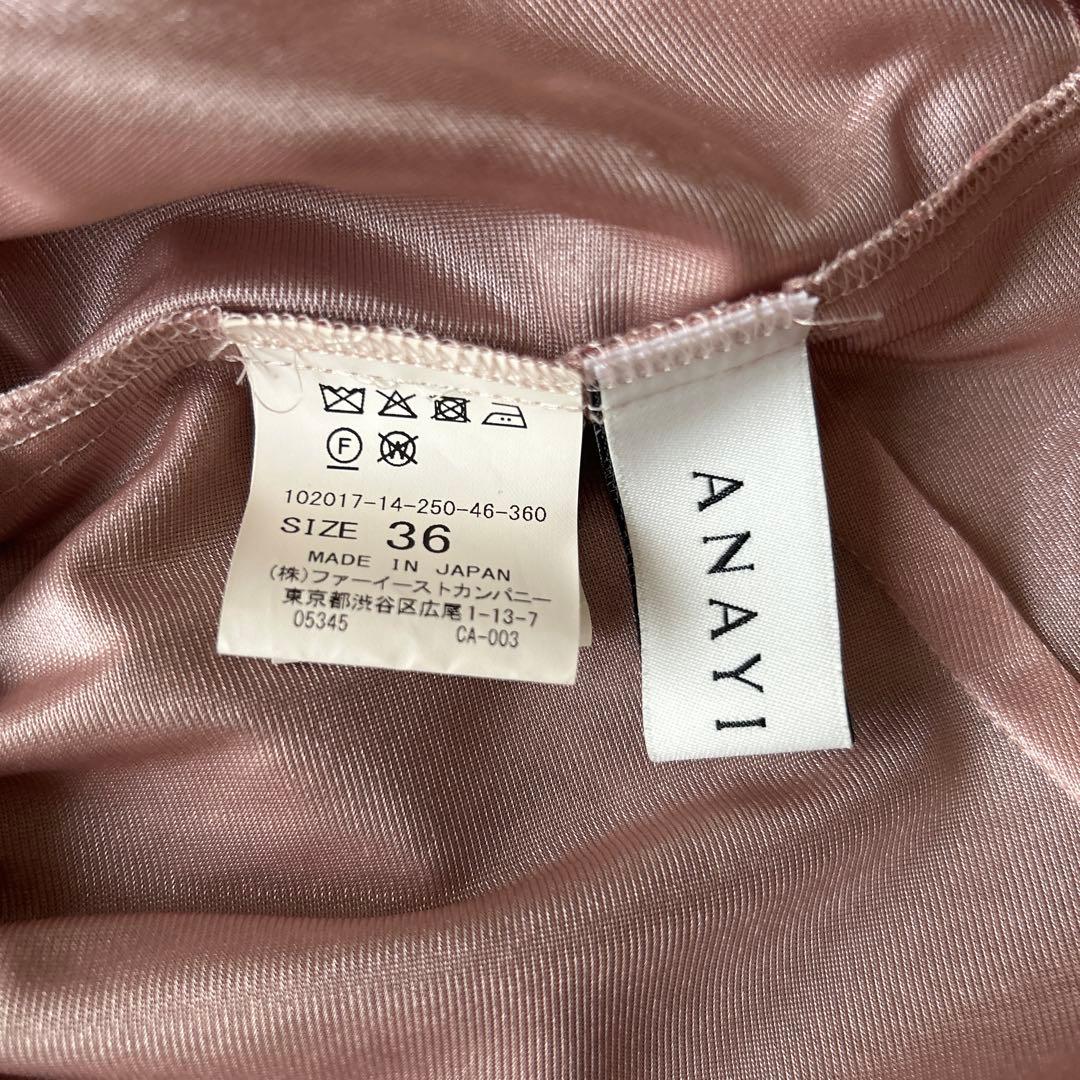 F W
102017-14-250-46-360
SIZE 36
MADE IN JAPAN
(株)ファーイーストカンパニー
東京都渋谷区広尾1-13-7
05345 CA-003
ANAYI